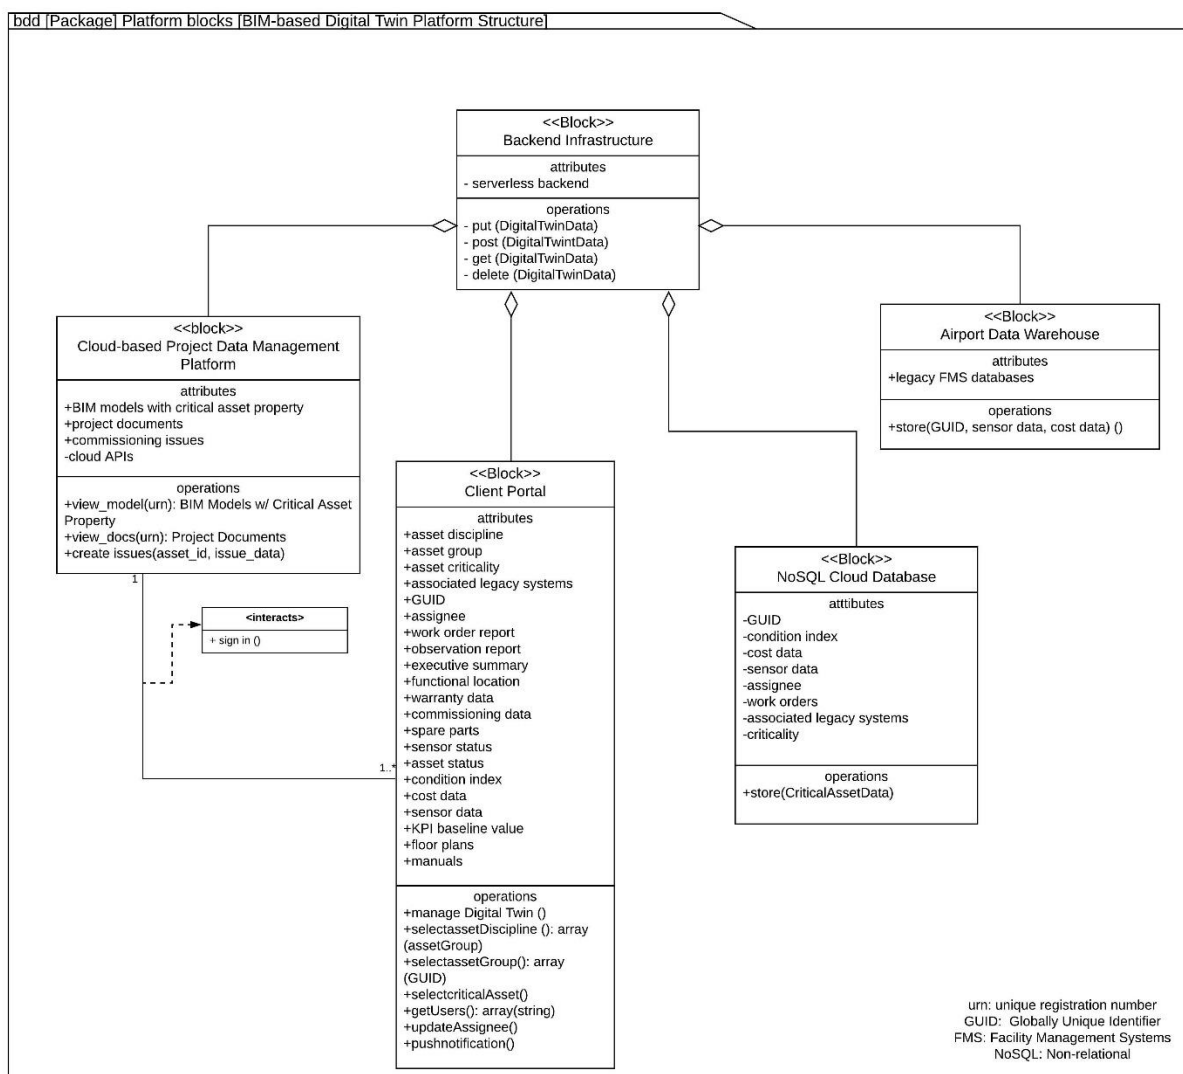 bdd [Package] Platform blocks [BIM-based Digital Twin Platform Structure]
<<Block>>
Backend Infrastructure
attributes
- serverless backend
operations
- put (DigitalTwinData)
- post (DigitalTwintData)
- get (DigitalTwinData)
- delete (DigitalTwinData)
<<block>>
Cloud-based Project Data Management
Platform
attributes
+BIM models with critical asset property
+project documents
+commissioning issues
-cloud APIs
operations
+view_model(urn): BIM Models w/ Critical Asset
Property
+view_docs(urn): Project Documents
+create issues(asset_id, issue_data)
1
<interacts>
+ sign in ()
1..*
<<Block>>
Client Portal
attributes
+asset discipline
+asset group
+asset criticality
+associated legacy systems
+GUID
+assignee
+work order report
+observation report
+executive summary
+functional location
+warranty data
+commissioning data
+spare parts
+sensor status
+asset status
+condition index
+cost data
+sensor data
+KPI baseline value
+floor plans
+manuals
operations
+manage Digital Twin ()
+selectassetDiscipline (): array
(assetGroup)
+selectassetGroup(): array
(GUID)
+selectcriticalAsset()
+getUsers(): array(string)
+updateAssignee()
+pushnotification()
<<Block>>
NoSQL Cloud Database
atttibutes
-GUID
-condition index
-cost data
-sensor data
-assignee
-work orders
-associated legacy systems
-criticality
operations
+store(CriticalAssetData)
<<Block>>
Airport Data Warehouse
attributes
+legacy FMS databases
operations
+store(GUID, sensor data, cost data) ()
urn: unique registration number
GUID: Globally Unique Identifier
FMS: Facility Management Systems
NoSQL: Non-relational